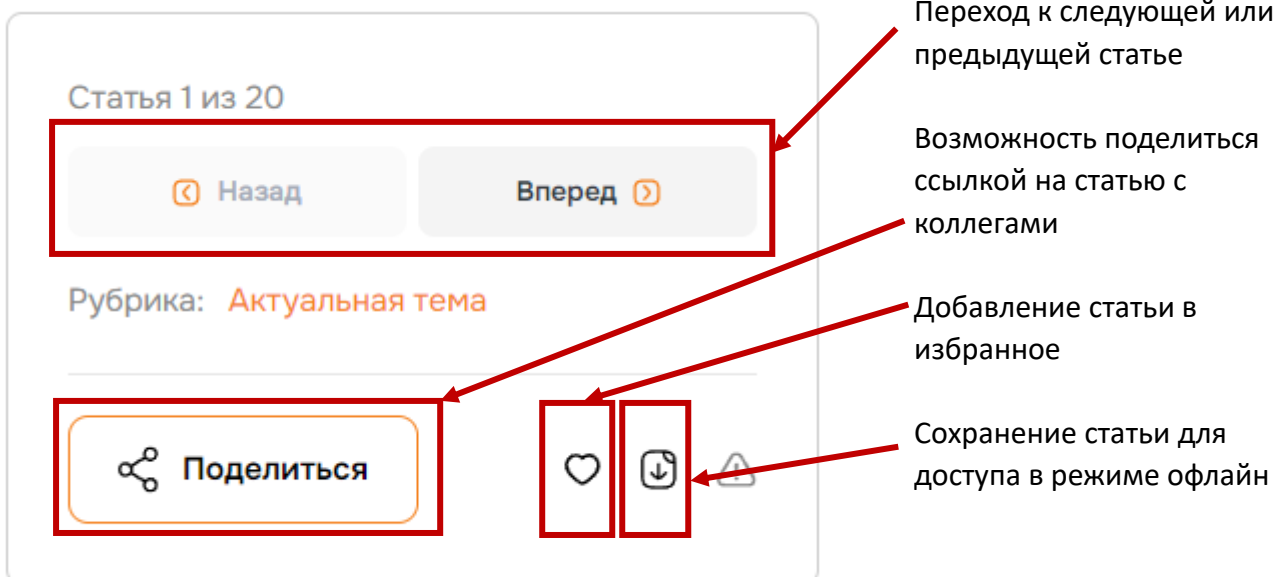 Переход к следующей или
предыдущей статье
Статья 1 из 20
Назад
Вперед
Возможность поделиться
ссылкой на статью с
коллегами
Рубрика: Актуальная тема
Добавление статьи в
избранное
Поделиться
Сохранение статьи для
доступа в режиме офлайн